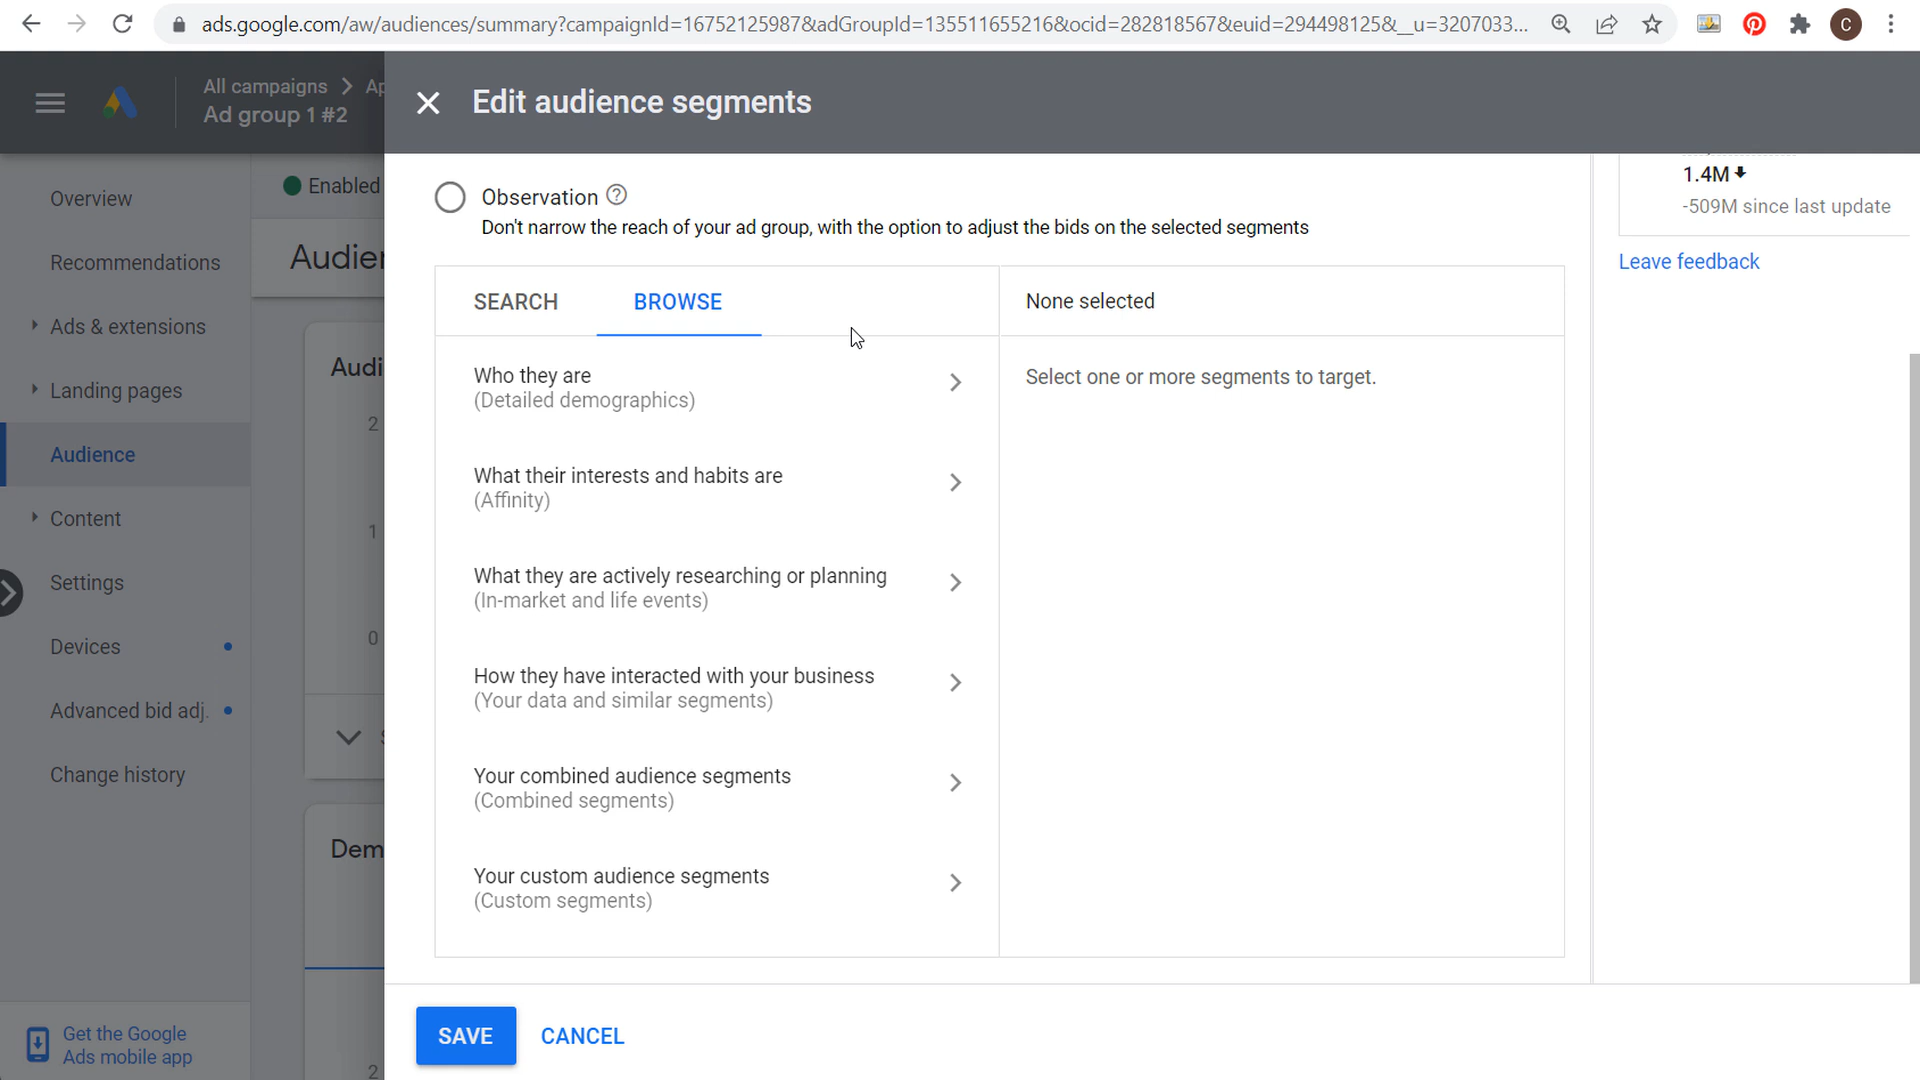 ads.google.com/aw/audiences/summary?campaignId=16752125987&adGroupId=135511655216&ocid=282818567&euid=294498125&__u=3207033...
C
All campaigns > Ap
Ad group 1 #2
Edit audience segments
Overview
Recommendations
Ads & extensions
Landing pages
Audience
Content
Settings
Devices
Advanced bid adj.
Change history
Get the Google
Ads mobile app
Enabled
Audien
Audi
2
1
0
Dem
2
Observation
Don't narrow the reach of your ad group, with the option to adjust the bids on the selected segments
SEARCH
BROWSE
None selected
Who they are
(Detailed demographics)
Select one or more segments to target.
What their interests and habits are
(Affinity)
What they are actively researching or planning
(In-market and life events)
How they have interacted with your business
(Your data and similar segments)
Your combined audience segments
(Combined segments)
Your custom audience segments
(Custom segments)
1.4M
-509M since last update
Leave feedback
SAVE
CANCEL